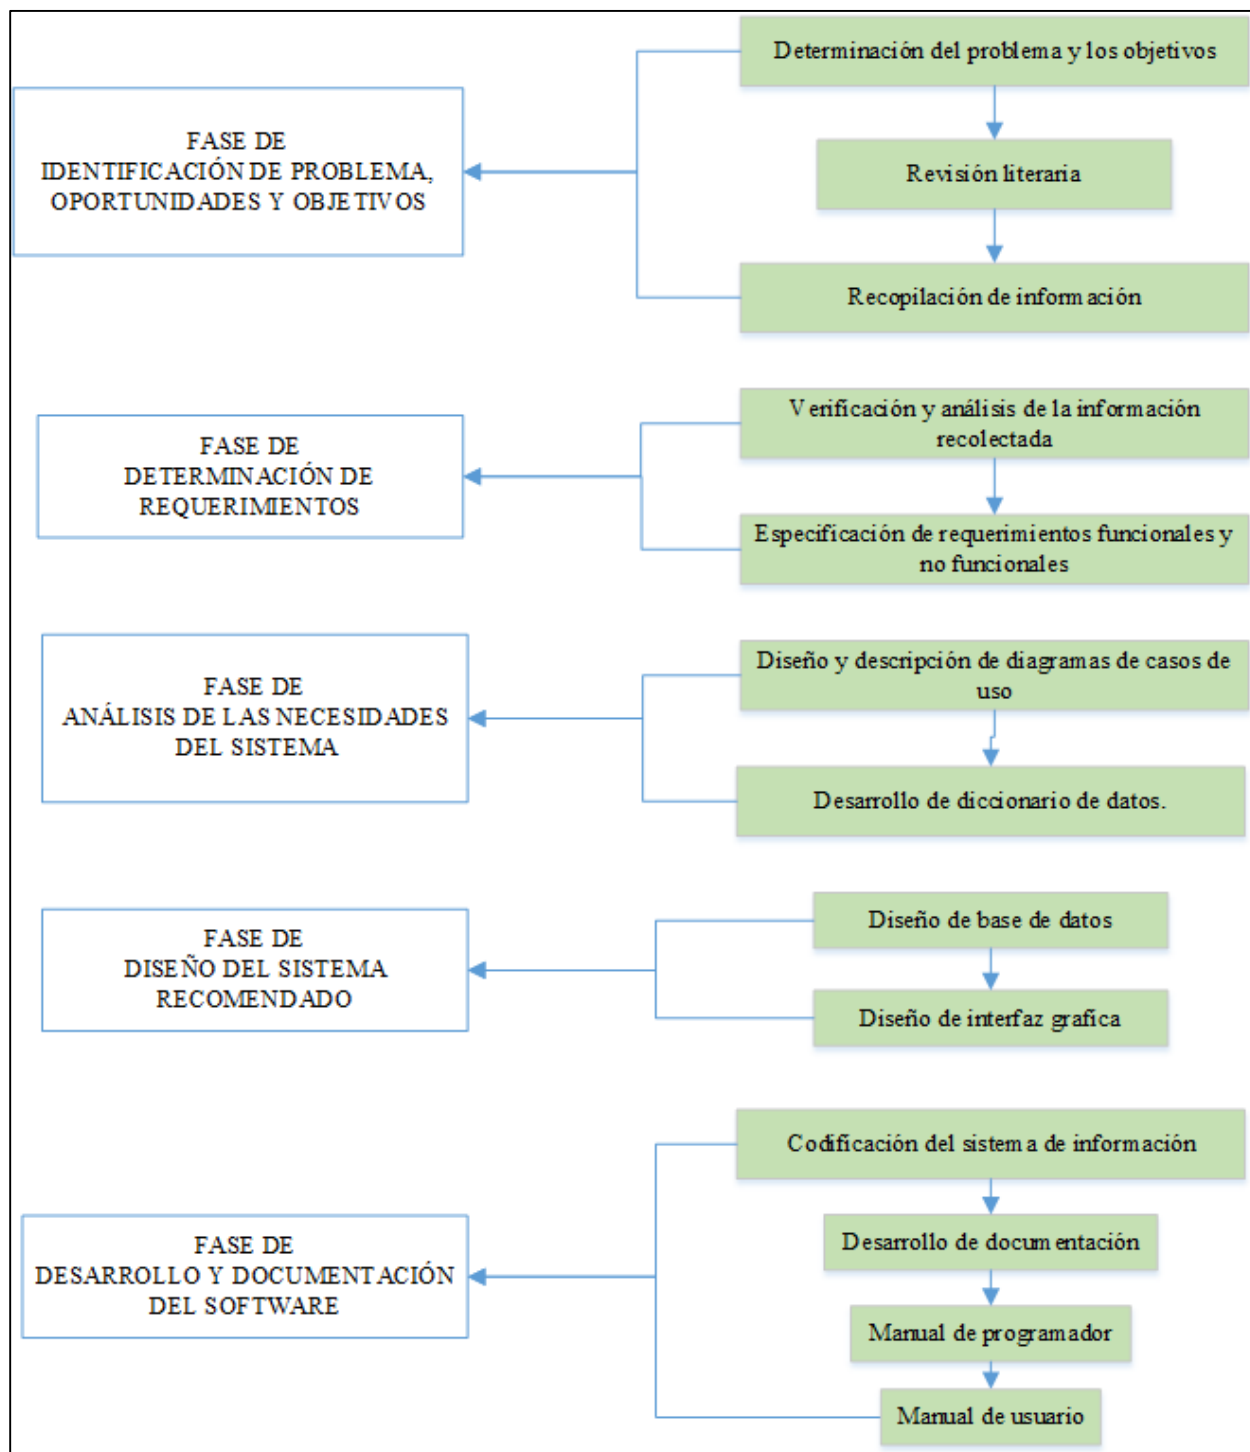 Determinación del problema y los objetivos
FASE DE
IDENTIFICACIÓN DE PROBLEMA,
OPORTUNIDADES Y OBJETIVOS
Revisión literaria
Recopilación de información
Verificación y análisis de la información
recolectada
FASE DE
DETERMINACIÓN DE
REQUERIMIENTOS
Especificación de requerimientos funcionales y
no funcionales
Diseño y descripción de diagramas de casos de
uso
FASE DE
ANÁLISIS DE LAS NECESIDADES
DEL SISTEMA
Desarrollo de diccionario de datos.
Diseño de base de datos
FASE DE
DISEÑO DEL SISTEMA
RECOMENDADO
Diseño de interfaz grafica
Codificación del sistema de información
Desarrollo de documentación
FASE DE
DESARROLLO Y DOCUMENTACIÓN
DEL SOFTWARE
Manual de programador
Manual de usuario